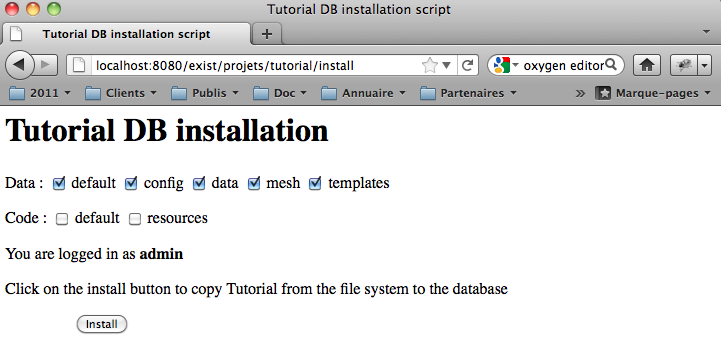 Tutorial DB installation script
Tutorial DB installation script
localhost:8080/exist/projets/tutorial/install
oxygen editor
2011 Clients Publis Doc Annuaire Partenaires » Marque-pages
Tutorial DB installation
Data : default config data mesh templates
Code : default resources
You are logged in as admin
Click on the install button to copy Tutorial from the file system to the database
Install